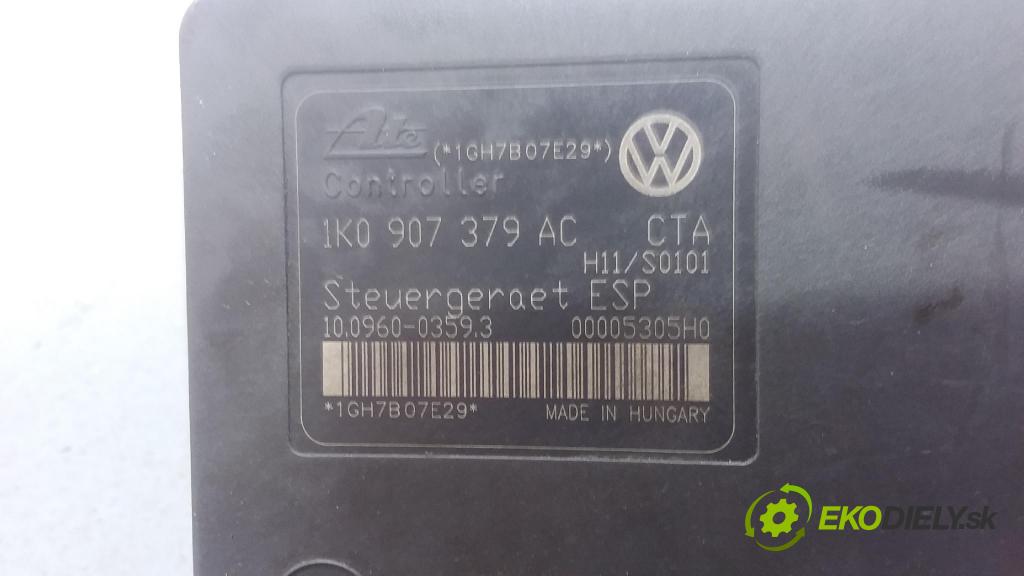 Ate
(*1GH7B07E29*)
Controller
1K0 907 379 AC CTA
H11/S0101
Steuergeraet ESP
10.0960-0359.3 00005305H0
*1GH7B07E29* MADE IN HUNGARY
EKODIELY.sk